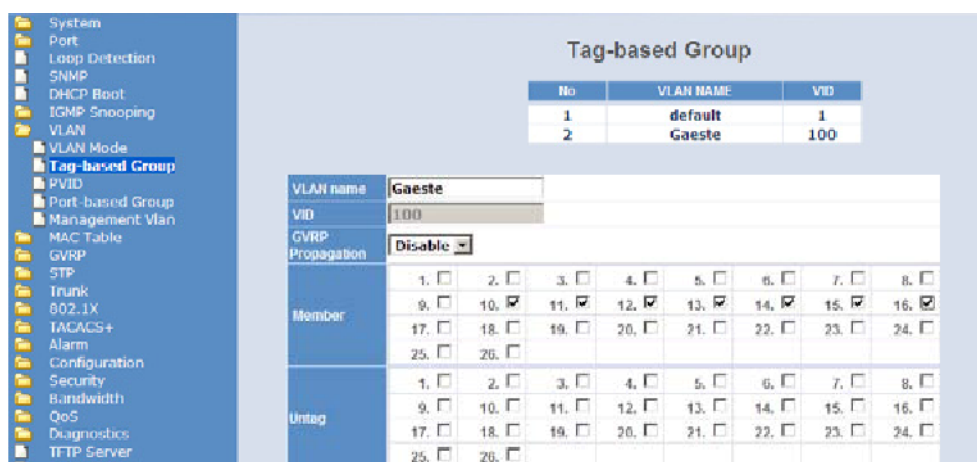 System
Port
Loop Detection
SNMP
DHCP Boot
IGMP Snooping
VLAN
VLAN Mode
Tag-based Group
PVID
Port-based Group
Management Vlan
MAC Table
GVRP
STP
Trunk
802.1X
TACACS+
Alarm
Configuration
Security
Bandwidth
QoS
Diagnostics
TFTP Server
Tag-based Group
No VLAN NAME VID
1 default 1
2 Gaeste 100
VLAN name Gaeste
VID 100
GVRP Propagation Disable
Member
1. 2. 3. 4. 5. 6. 7. 8.
9. 10. 11. 12. 13. 14. 15. 16.
17. 18. 19. 20. 21. 22. 23. 24.
25. 26.
Untag
1. 2. 3. 4. 5. 6. 7. 8.
9. 10. 11. 12. 13. 14. 15. 16.
17. 18. 19. 20. 21. 22. 23. 24.
25. 26.